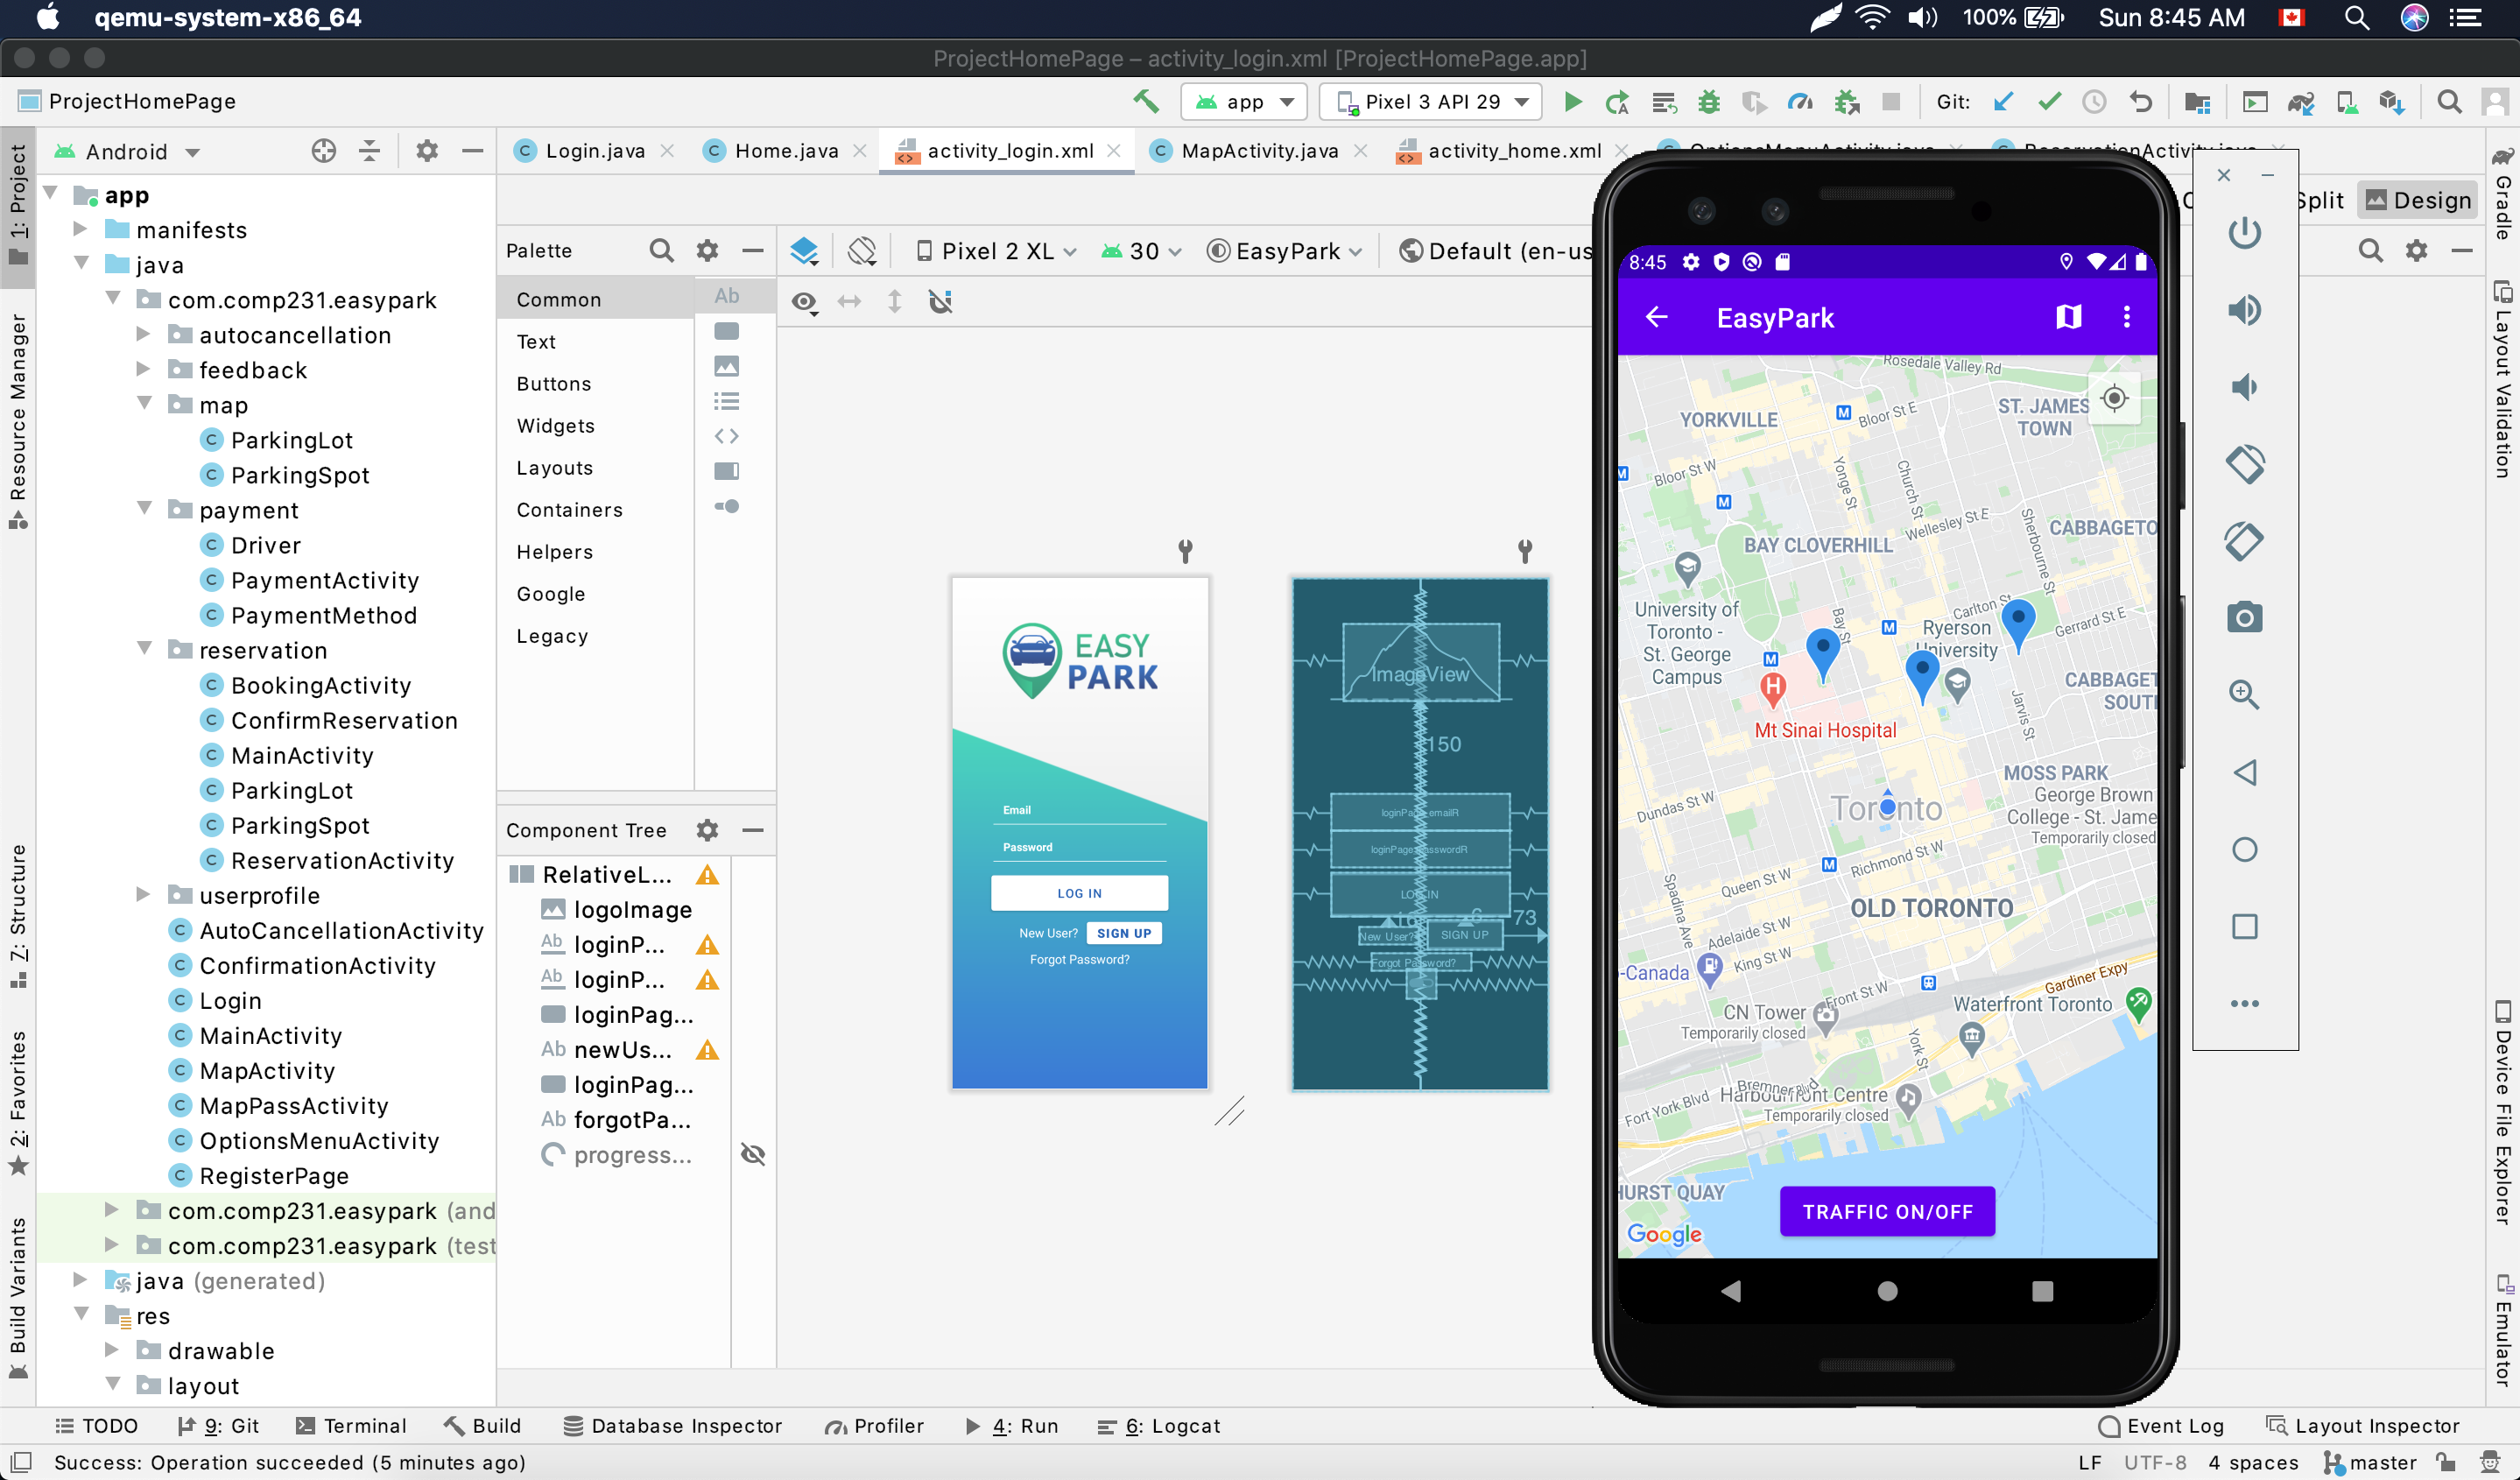 qemu-system-x86_64
100%
Sun 8:45 AM
ProjectHomePage – activity_login.xml [ProjectHomePage.app]
ProjectHomePage
app
Pixel 3 API 29
Git:
1: Project
Resource Manager
7: Structure
2: Favorites
Build Variants
Android
Login.java
Home.java
activity_login.xml
MapActivity.java
activity_home.xml
OptionsMenuActivity.java
ReservationActivity.java
app
manifests
java
com.comp231.easypark
autocancellation
feedback
map
ParkingLot
ParkingSpot
payment
Driver
PaymentActivity
PaymentMethod
reservation
BookingActivity
ConfirmReservation
MainActivity
ParkingLot
ParkingSpot
ReservationActivity
userprofile
AutoCancellationActivity
ConfirmationActivity
Login
MainActivity
MapActivity
MapPassActivity
OptionsMenuActivity
RegisterPage
com.comp231.easypark (and
com.comp231.easypark (test
java (generated)
res
drawable
layout
Split
Design
Palette
Pixel 2 XL
30
EasyPark
Default (en-us
Common
Text
Buttons
Widgets
Layouts
Containers
Helpers
Google
Legacy
Ab
Component Tree
RelativeL...
logoImage
Ab loginP...
Ab loginP...
loginPag...
Ab newUs...
loginPag...
Ab forgotPa...
progress...
EASY
PARK
Email
Password
LOG IN
New User?
SIGN UP
Forgot Password?
ImageView
150
73
New User?
SIGN UP
8:45
EasyPark
Rosedale Valley Rd
YORKVILLE
M
Bloor St E
ST. JAMES
TOWN
M
Bloor St W
M
Yonge St
Church St
Wellesley St E
Sherbourne St
CABBAGETO
BAY CLOVERHILL
University of
Toronto -
St. George
Campus
Bay St
M
M
Ryerson
University
Carlton St
Gerrard St E
H
Mt Sinai Hospital
Jarvis St
CABBAGET
SOUT
MOSS PARK
George Brown
College - St. Jame
Temporarily closed
Dundas St W
Toronto
M
Richmond St W
Queen St W
Spadina Ave
OLD TORONTO
Adelaide St W
King St W
-Canada
Gardiner Expy
Front St W
CN Tower
Temporarily closed
Waterfront Toronto
York St
Bremner Blvd
Harbourfront Centre
Temporarily closed
Fort York Blvd
HURST QUAY
TRAFFIC ON/OFF
Google
Gradle
Layout Validation
Device File Explorer
Emulator
TODO
9: Git
Terminal
Build
Database Inspector
Profiler
4: Run
6: Logcat
Event Log
Layout Inspector
Success: Operation succeeded (5 minutes ago)
LF
UTF-8
4 spaces
master